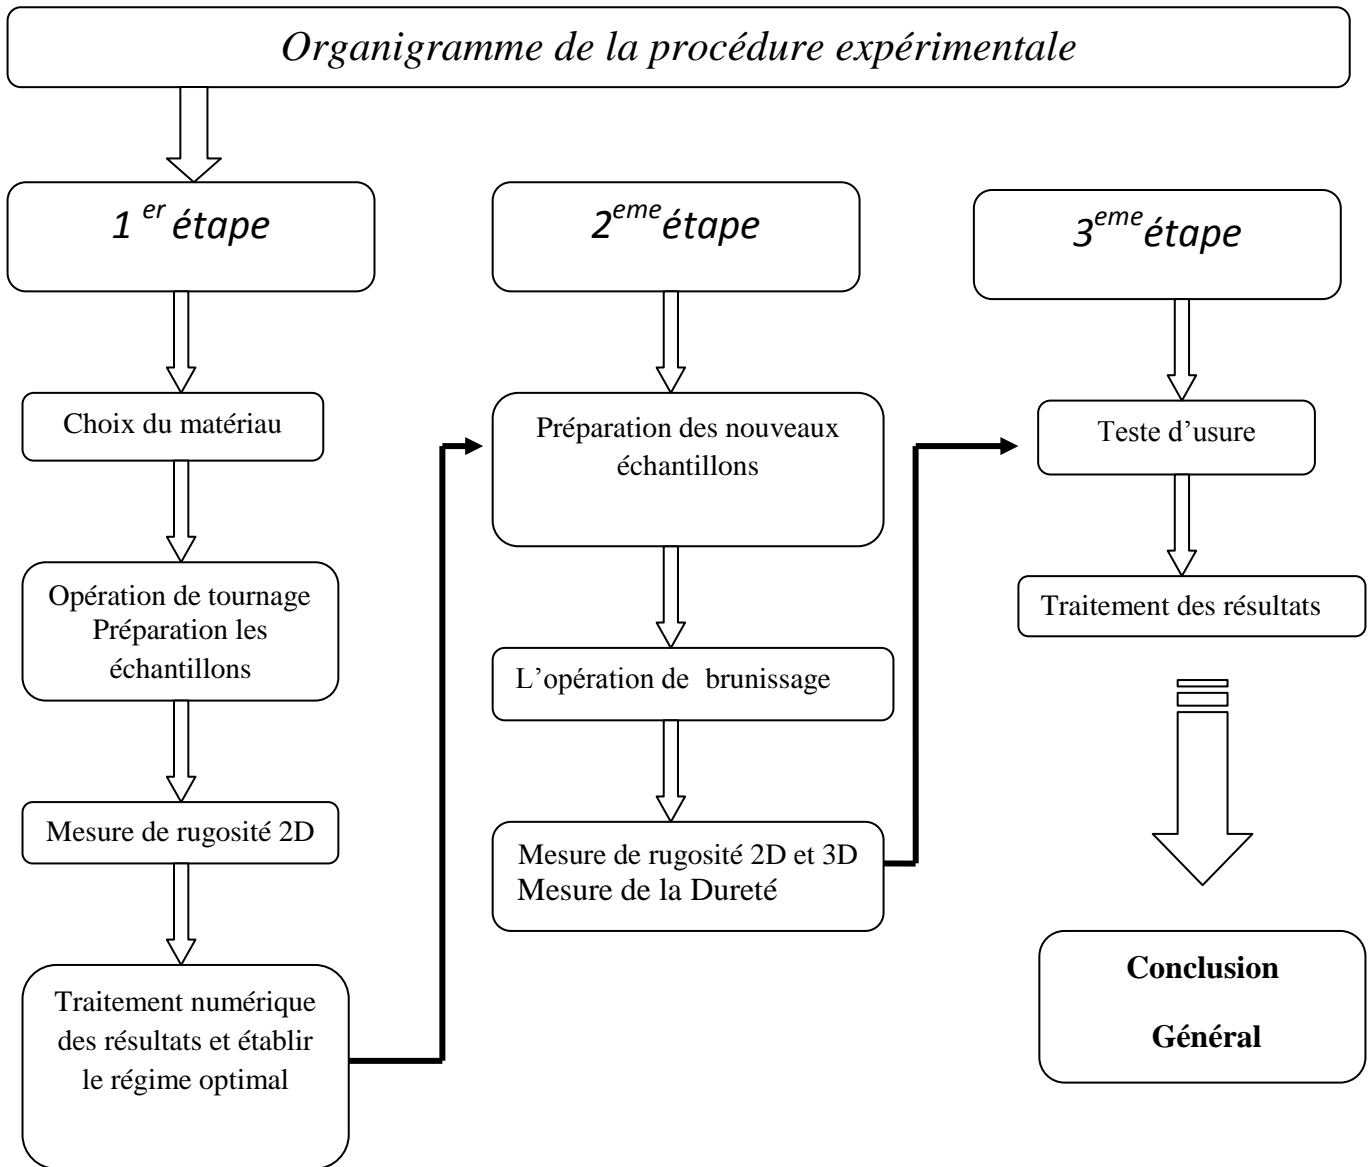 Organigramme de la procédure expérimentale
1 er étape
Choix du matériau
Opération de tournage
Préparation les
échantillons
Mesure de rugosité 2D
Traitement numérique
des résultats et établir
le régime optimal
2eme étape
Préparation des nouveaux
échantillons
L’opération de brunissage
Mesure de rugosité 2D et 3D
Mesure de la Dureté
3eme étape
Teste d’usure
Traitement des résultats
Conclusion
Général